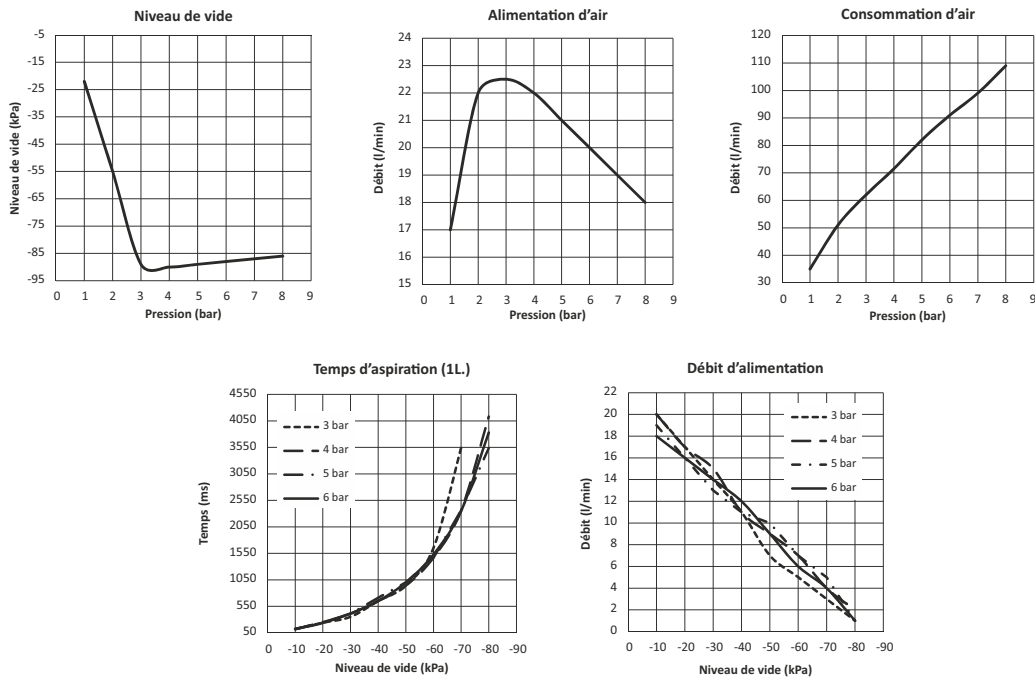 Niveau de vide
-5
-15
-25
-35
-45
-55
-65
-75
-85
-95
Niveau de vide (kPa)
0 1 2 3 4 5 6 7 8 9
Pression (bar)
Alimentation d'air
24
23
22
21
20
19
18
17
16
15
Débit (l/min)
0 1 2 3 4 5 6 7 8 9
Pression (bar)
Consommation d'air
120
110
100
90
80
70
60
50
40
30
Débit (l/min)
0 1 2 3 4 5 6 7 8 9
Pression (bar)
Temps d'aspiration (1L.)
4550
4050
3550
3050
2550
2050
1550
1050
550
50
Temps (ms)
3 bar
4 bar
5 bar
6 bar
0 -10 -20 -30 -40 -50 -60 -70 -80 -90
Niveau de vide (kPa)
Débit d'alimentation
22
20
18
16
14
12
10
8
6
4
2
0
Débit (l/min)
3 bar
4 bar
5 bar
6 bar
0 -10 -20 -30 -40 -50 -60 -70 -80 -90
Niveau de vide (kPa)